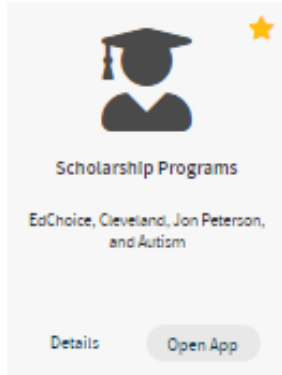 Scholarship Programs
EdChoice, Cleveland, Jon Peterson,
and Autism
Details
Open App